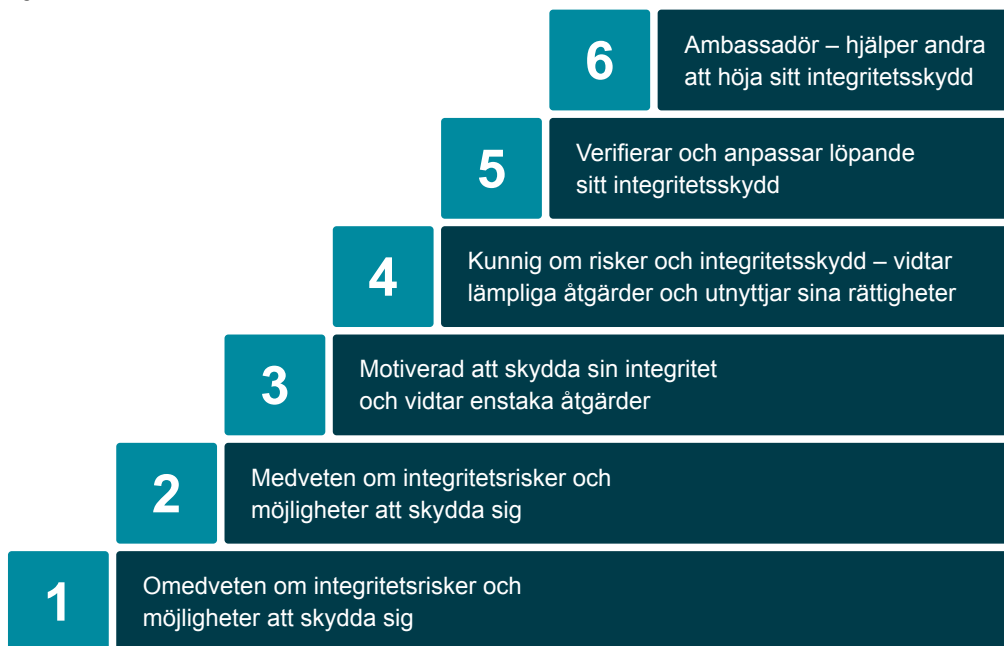 6
Ambassadör – hjälper andra
att höja sitt integritetsskydd
5
Verifierar och anpassar löpande
sitt integritetsskydd
4
Kunnig om risker och integritetsskydd – vidtar
lämpliga åtgärder och utnyttjar sina rättigheter
3
Motiverad att skydda sin integritet
och vidtar enstaka åtgärder
2
Medveten om integritetsrisker och
möjligheter att skydda sig
1
Omedveten om integritetsrisker och
möjligheter att skydda sig